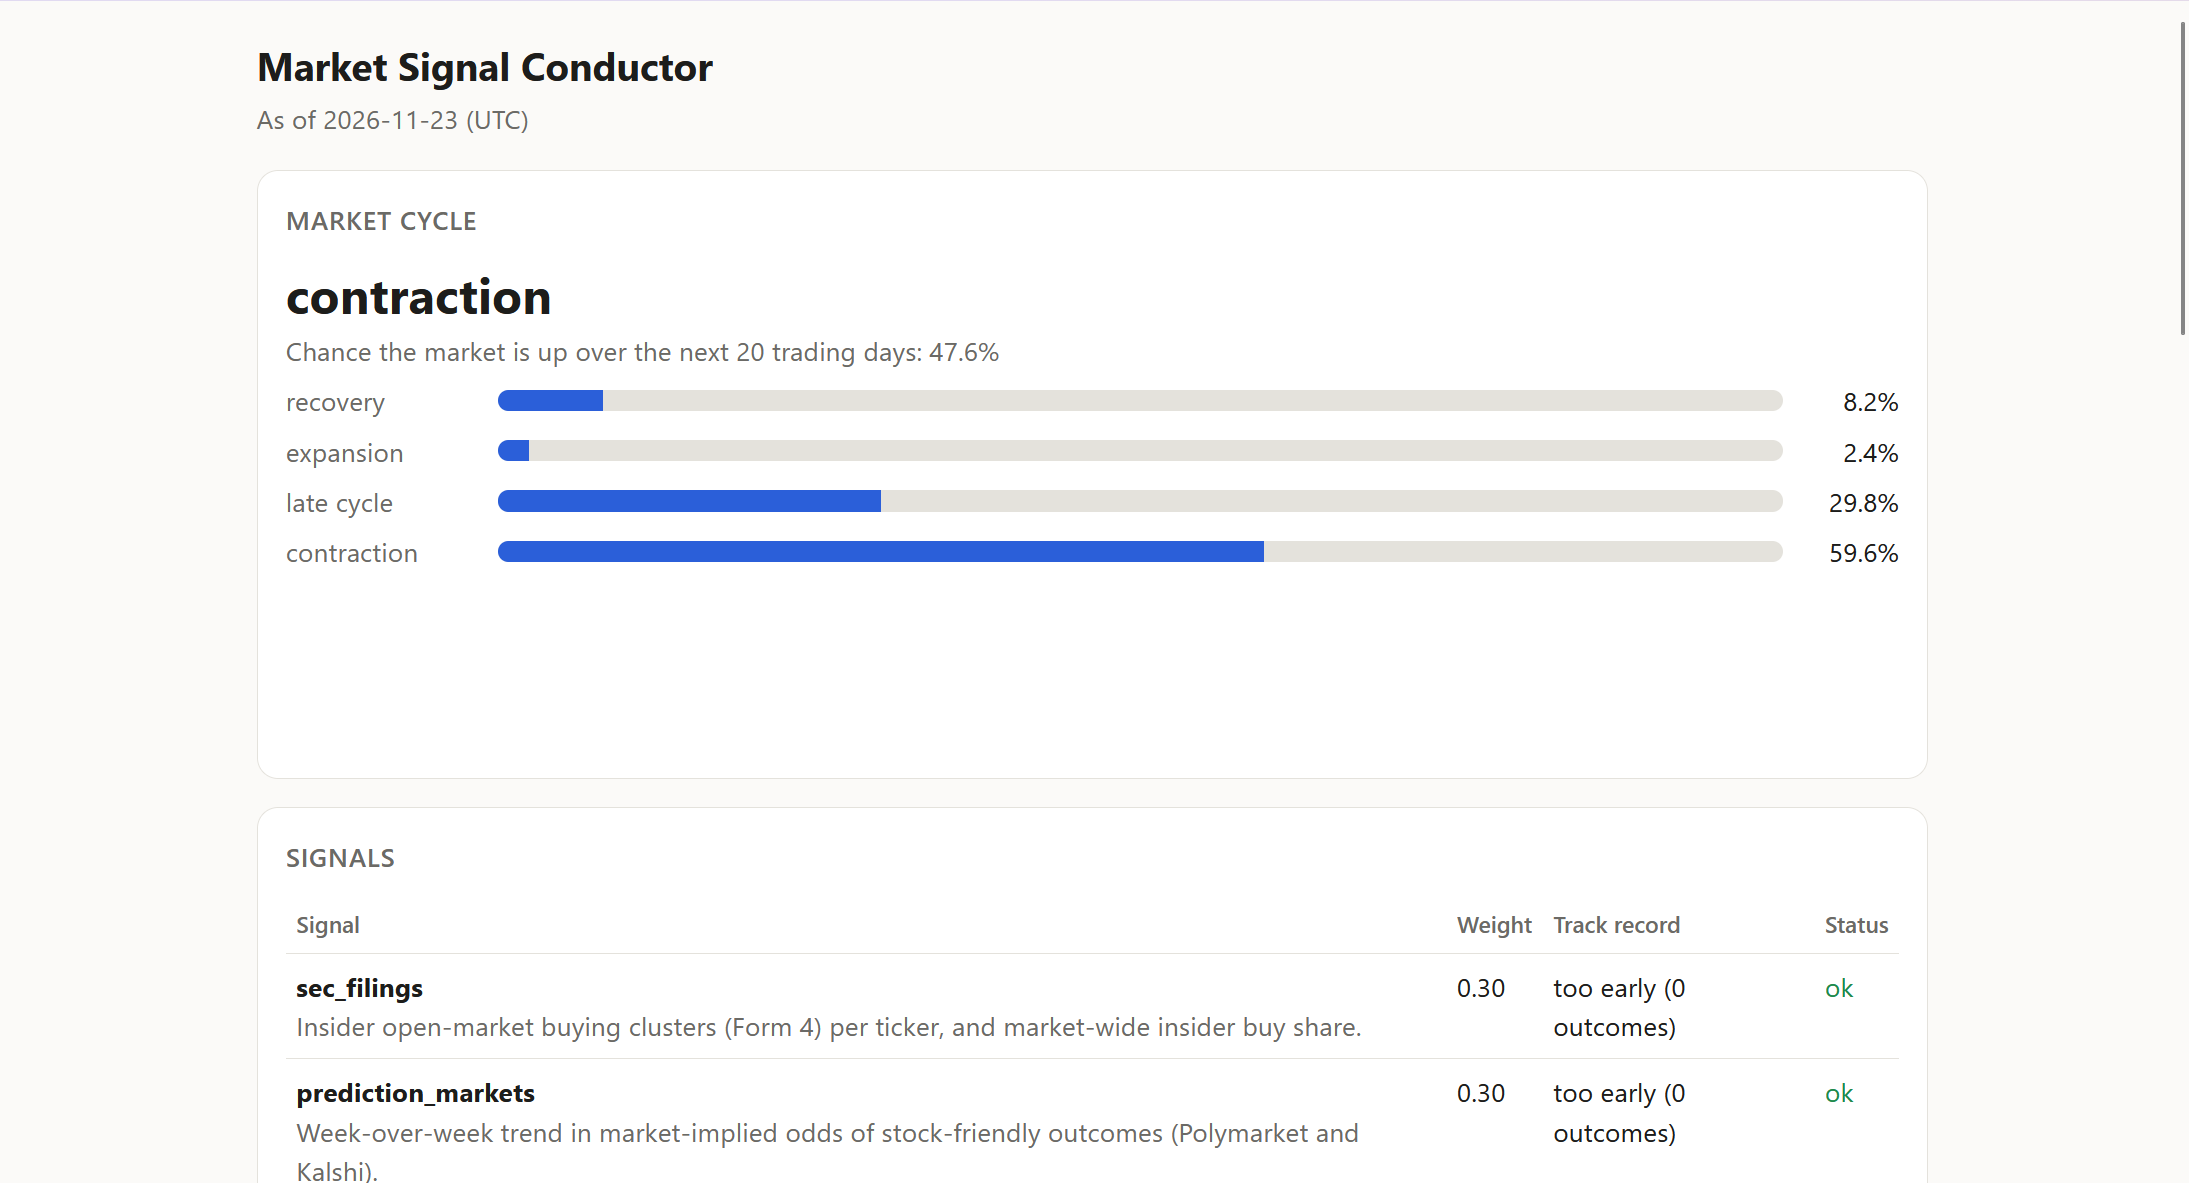 Market Signal Conductor
As of 2026-11-23 (UTC)
MARKET CYCLE
contraction
Chance the market is up over the next 20 trading days: 47.6%
recovery 8.2%
expansion 2.4%
late cycle 29.8%
contraction 59.6%
SIGNALS
Signal Weight Track record Status
sec_filings 0.30 too early (0 ok
Insider open-market buying clusters (Form 4) per ticker, and market-wide insider buy share. outcomes)
prediction_markets 0.30 too early (0 ok
Week-over-week trend in market-implied odds of stock-friendly outcomes (Polymarket and outcomes)
Kalshi).